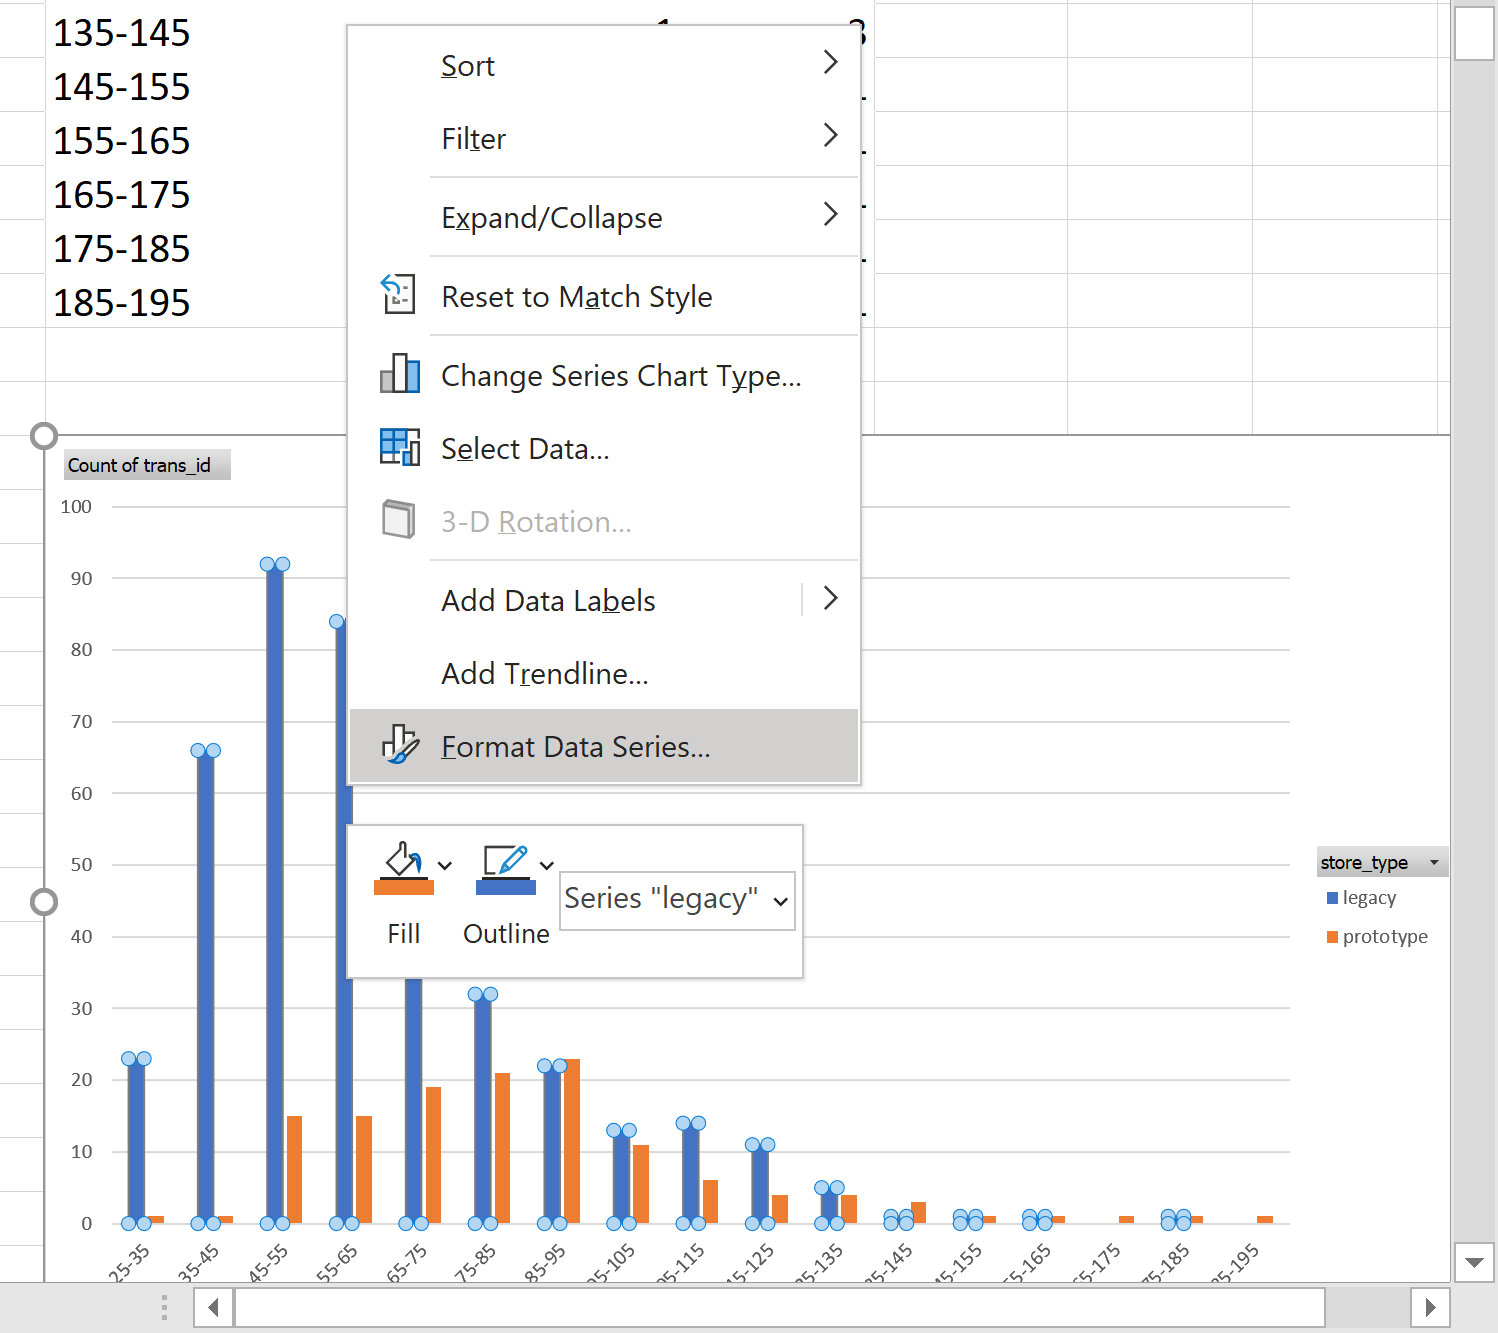 135-145
145-155
155-165
165-175
175-185
185-195
Sort
Filter
Expand/Collapse
Reset to Match Style
Change Series Chart Type...
Select Data...
3-D Rotation...
Add Data Labels
Add Trendline...
Format Data Series...
Fill
Outline
Series "legacy"
Count of trans_id
100
90
80
70
60
50
40
30
20
10
0
store_type
legacy
prototype
25-35
35-45
45-55
55-65
65-75
75-85
85-95